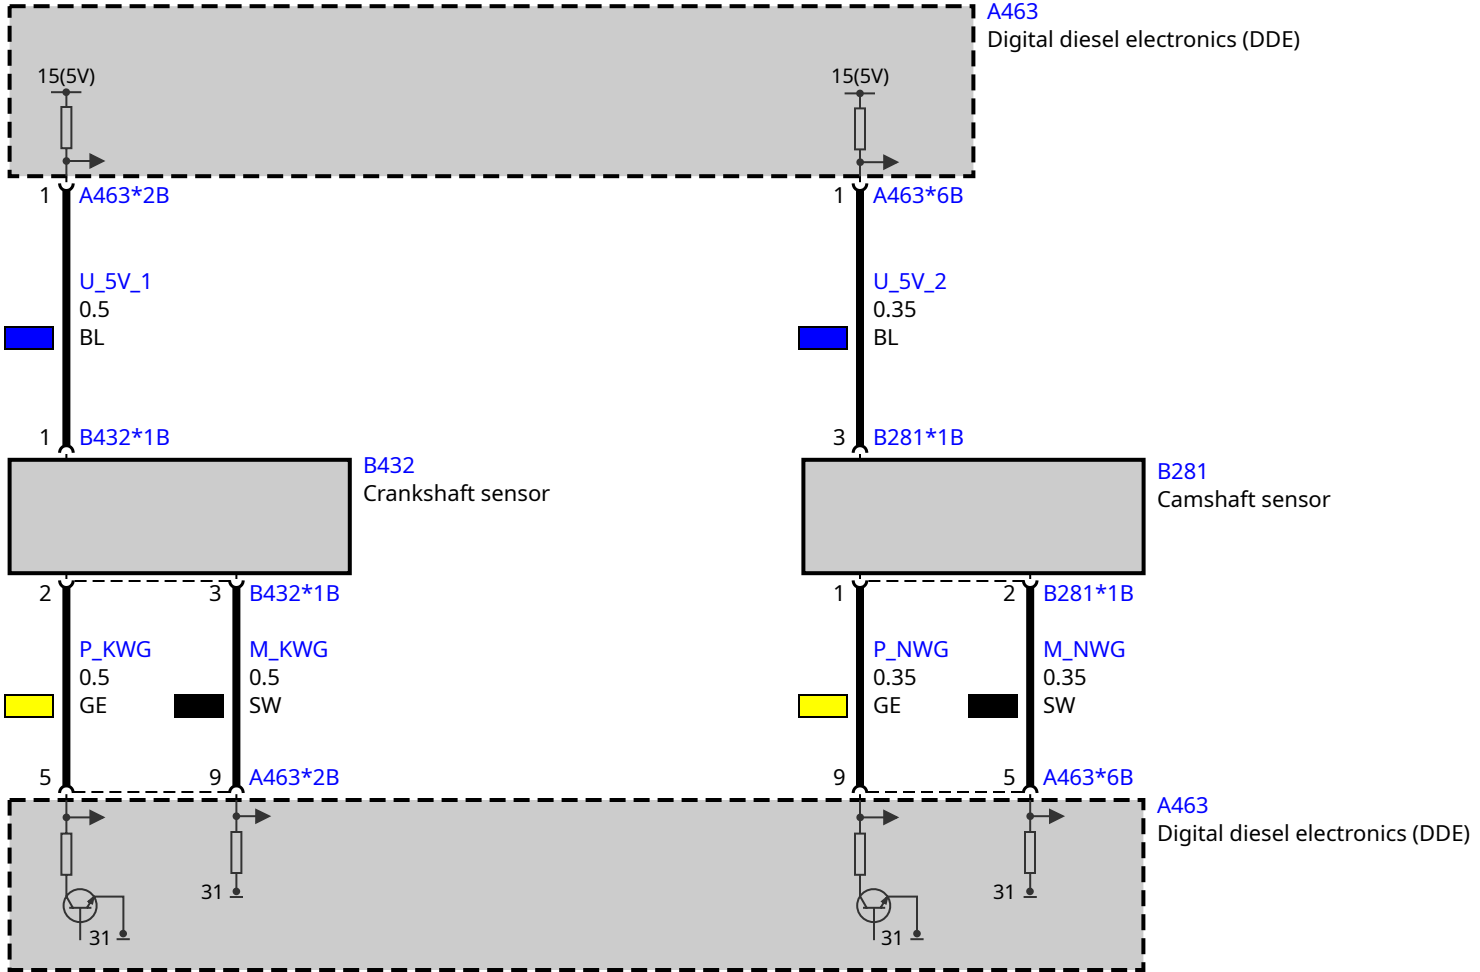 A463
Digital diesel electronics (DDE)
15(5V)
15(5V)
1 A463*2B
1 A463*6B
U_5V_1
0.5
BL
U_5V_2
0.35
BL
1 B432*1B
3 B281*1B
B432
Crankshaft sensor
B281
Camshaft sensor
2
3 B432*1B
1
2 B281*1B
P_KWG
0.5
GE
M_KWG
0.5
SW
P_NWG
0.35
GE
M_NWG
0.35
SW
5
9 A463*2B
9
5 A463*6B
A463
Digital diesel electronics (DDE)
31
31
31
31